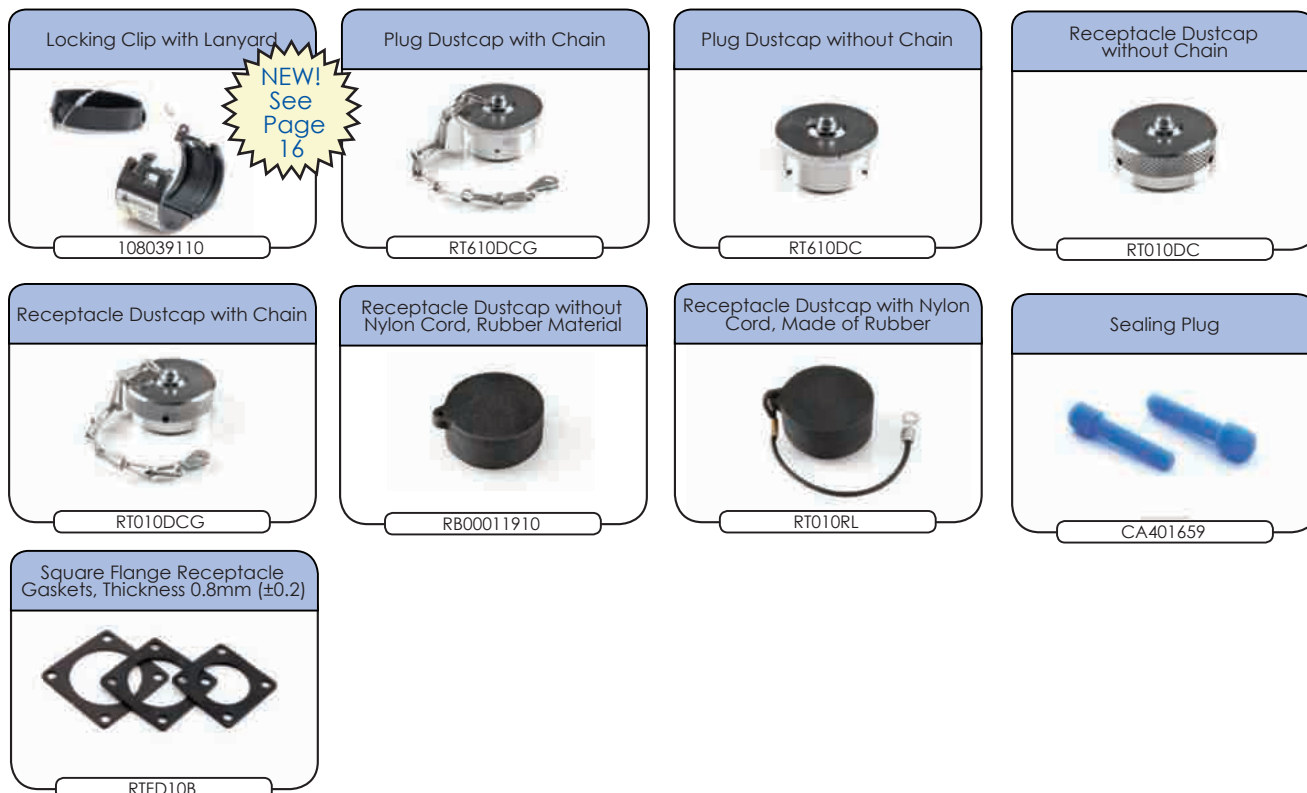 Locking Clip with Lanyard
NEW!
See
Page
16
108039110
Plug Dustcap with Chain
RT610DCG
Plug Dustcap without Chain
RT610DC
Receptacle Dustcap
without Chain
RT010DC
Receptacle Dustcap with Chain
RT010DCG
Receptacle Dustcap without
Nylon Cord, Rubber Material
RB00011910
Receptacle Dustcap with Nylon
Cord, Made of Rubber
RT010RL
Sealing Plug
CA401659
Square Flange Receptacle
Gaskets, Thickness 0.8mm (±0.2)
RTFD10B